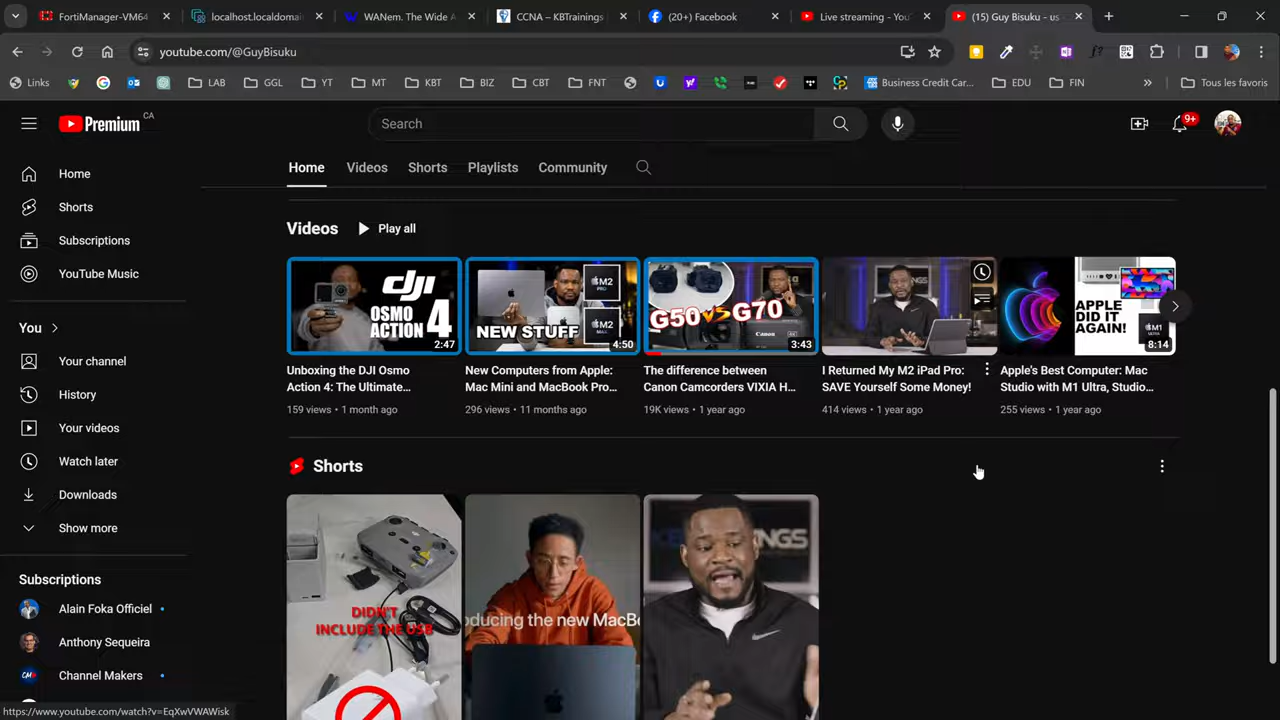 FortiManager-VM64
localhost.localdomai
WANem. The Wide A
CCNA – KBTrainings
(20+) Facebook
Live streaming - You
(15) Guy Bisuku - us
youtube.com/@GuyBisuku
Links
LAB
GGL
YT
MT
KBT
BIZ
CBT
FNT
Business Credit Car...
EDU
FIN
»
Tous les favoris
Premium CA
Search
9+
Home
Shorts
Subscriptions
YouTube Music
You
Your channel
History
Your videos
Watch later
Downloads
Show more
Subscriptions
Alain Foka Officiel
Anthony Sequeira
Channel Makers
Home Videos Shorts Playlists Community
Videos
Play all
dji
OSMO
ACTION 4
2:47
Unboxing the DJI Osmo
Action 4: The Ultimate...
159 views • 1 month ago
M2
PRO
M2
MAX
NEW STUFF
4:50
New Computers from Apple:
Mac Mini and MacBook Pro...
296 views • 11 months ago
G50 VS G70
Canon
3:43
The difference between
Canon Camcorders VIXIA H...
19K views • 1 year ago
I Returned My M2 iPad Pro:
SAVE Yourself Some Money!
414 views • 1 year ago
APPLE
DID IT
AGAIN!
M1
ULTRA
8:14
Apple's Best Computer: Mac
Studio with M1 Ultra, Studio...
255 views • 1 year ago
Shorts
DIDN'T
INCLUDE THE USB
oducing the new MacBo
https://www.youtube.com/watch?v=EqXwVWAWisk